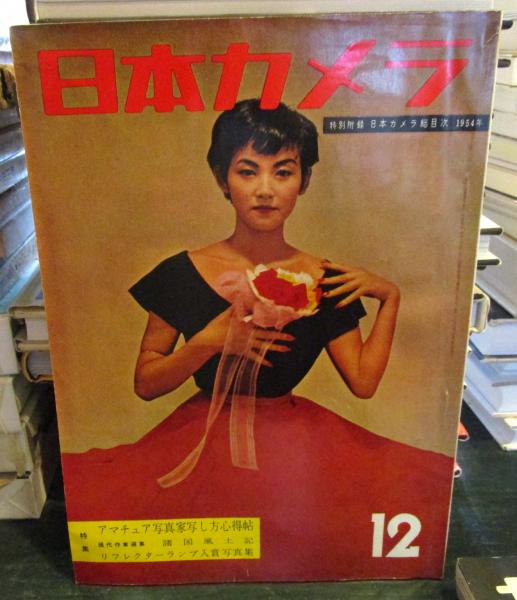 日本カメラ
特別附録 日本カメラ総目次 1954年
特集
アマチュア写真家写し方心得帖
現代作家選集 諸国風土記
リフレクターランプ入賞写真集
12